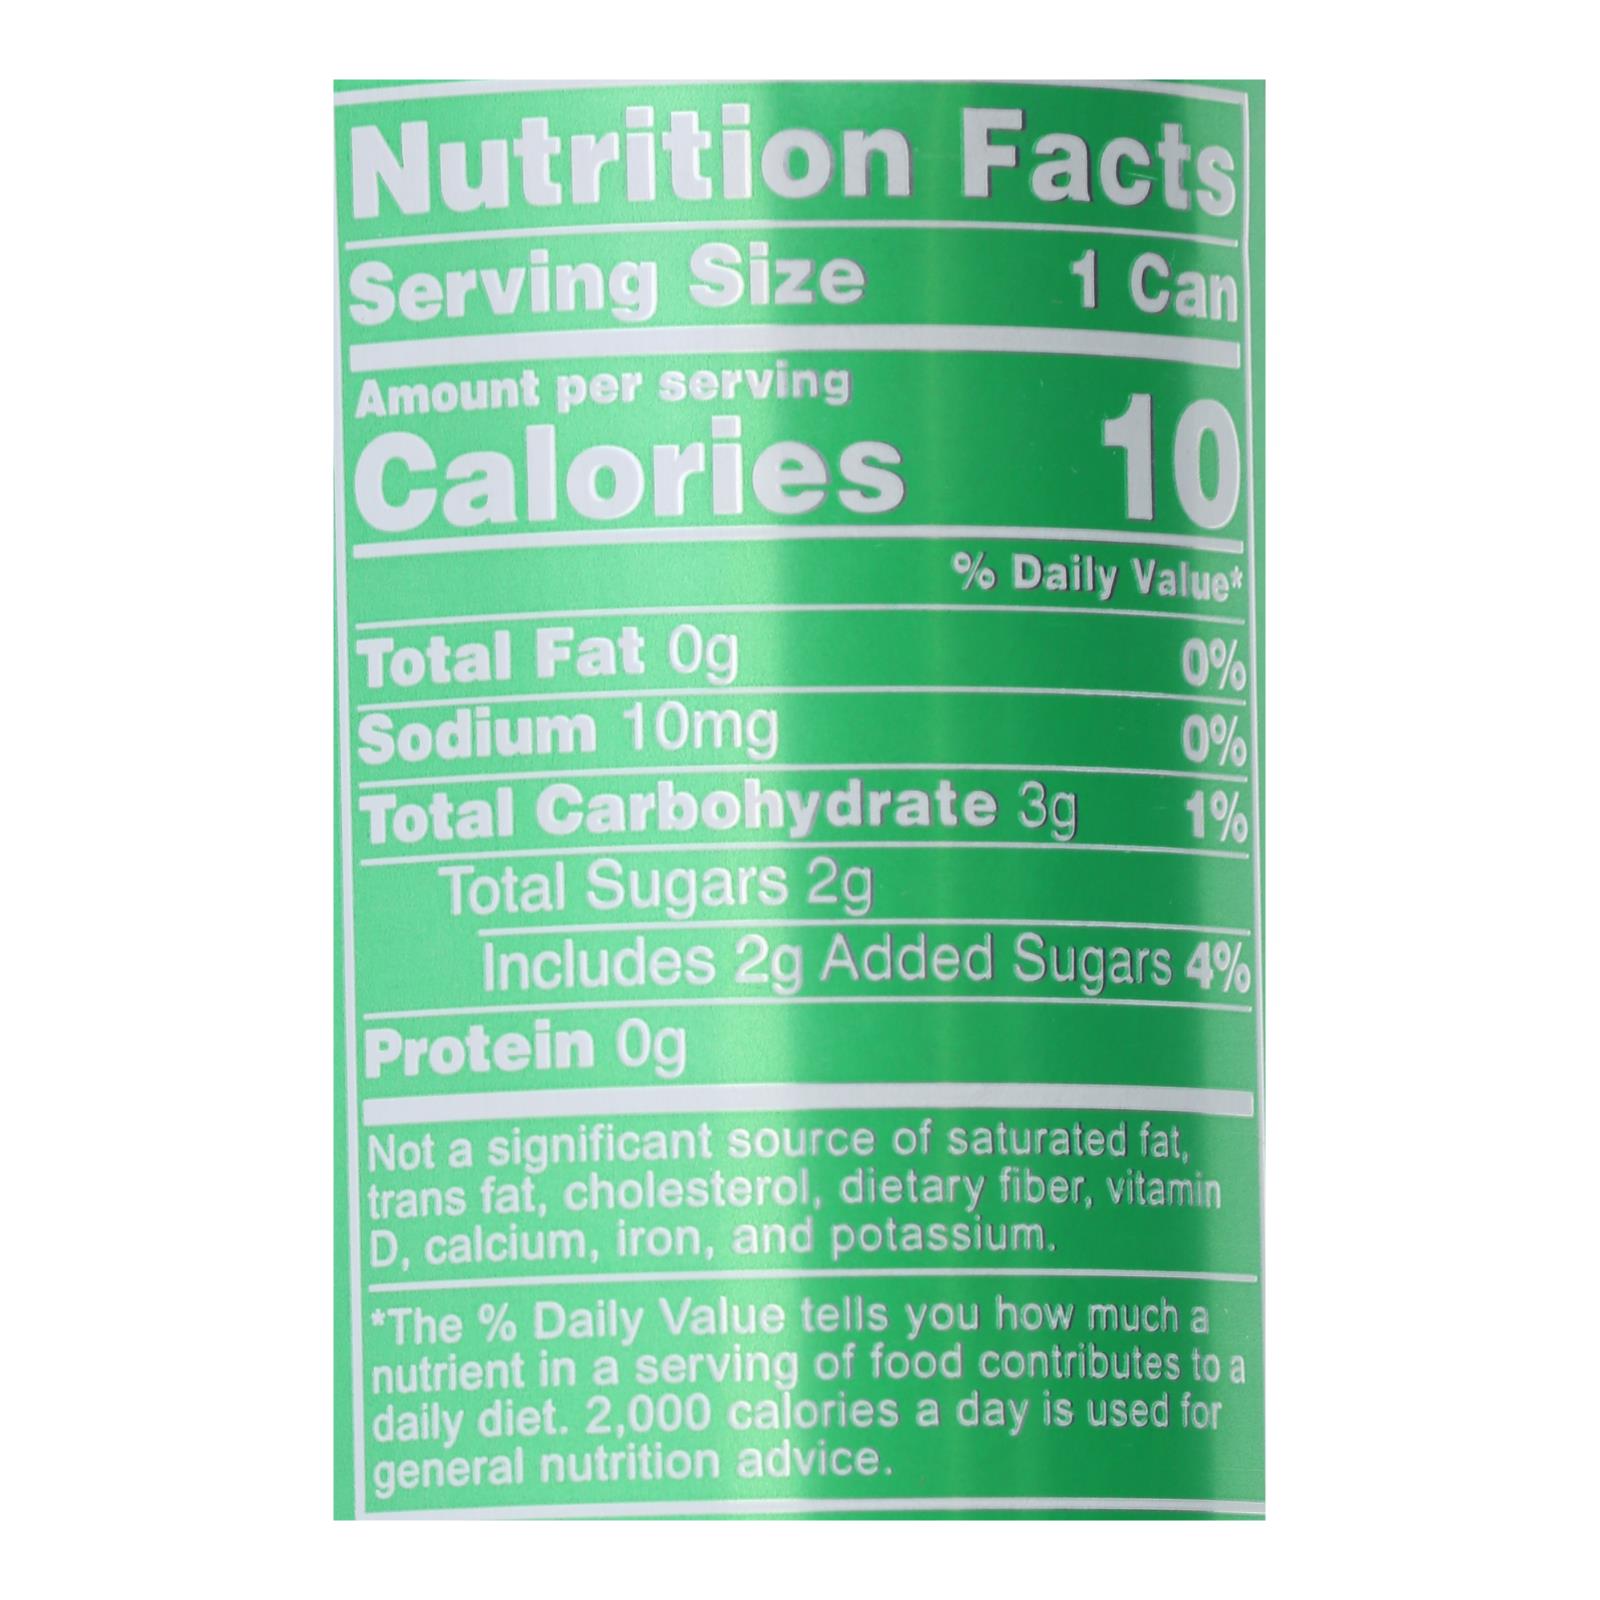 Nutrition Facts
Serving Size 1 Can
Amount per serving
Calories 10
% Daily Value*
Total Fat 0g 0%
Sodium 10mg 0%
Total Carbohydrate 3g 1%
Total Sugars 2g
Includes 2g Added Sugars 4%
Protein 0g
Not a significant source of saturated fat,
trans fat, cholesterol, dietary fiber, vitamin
D, calcium, iron, and potassium.
*The % Daily Value tells you how much a
nutrient in a serving of food contributes to a
daily diet. 2,000 calories a day is used for
general nutrition advice.